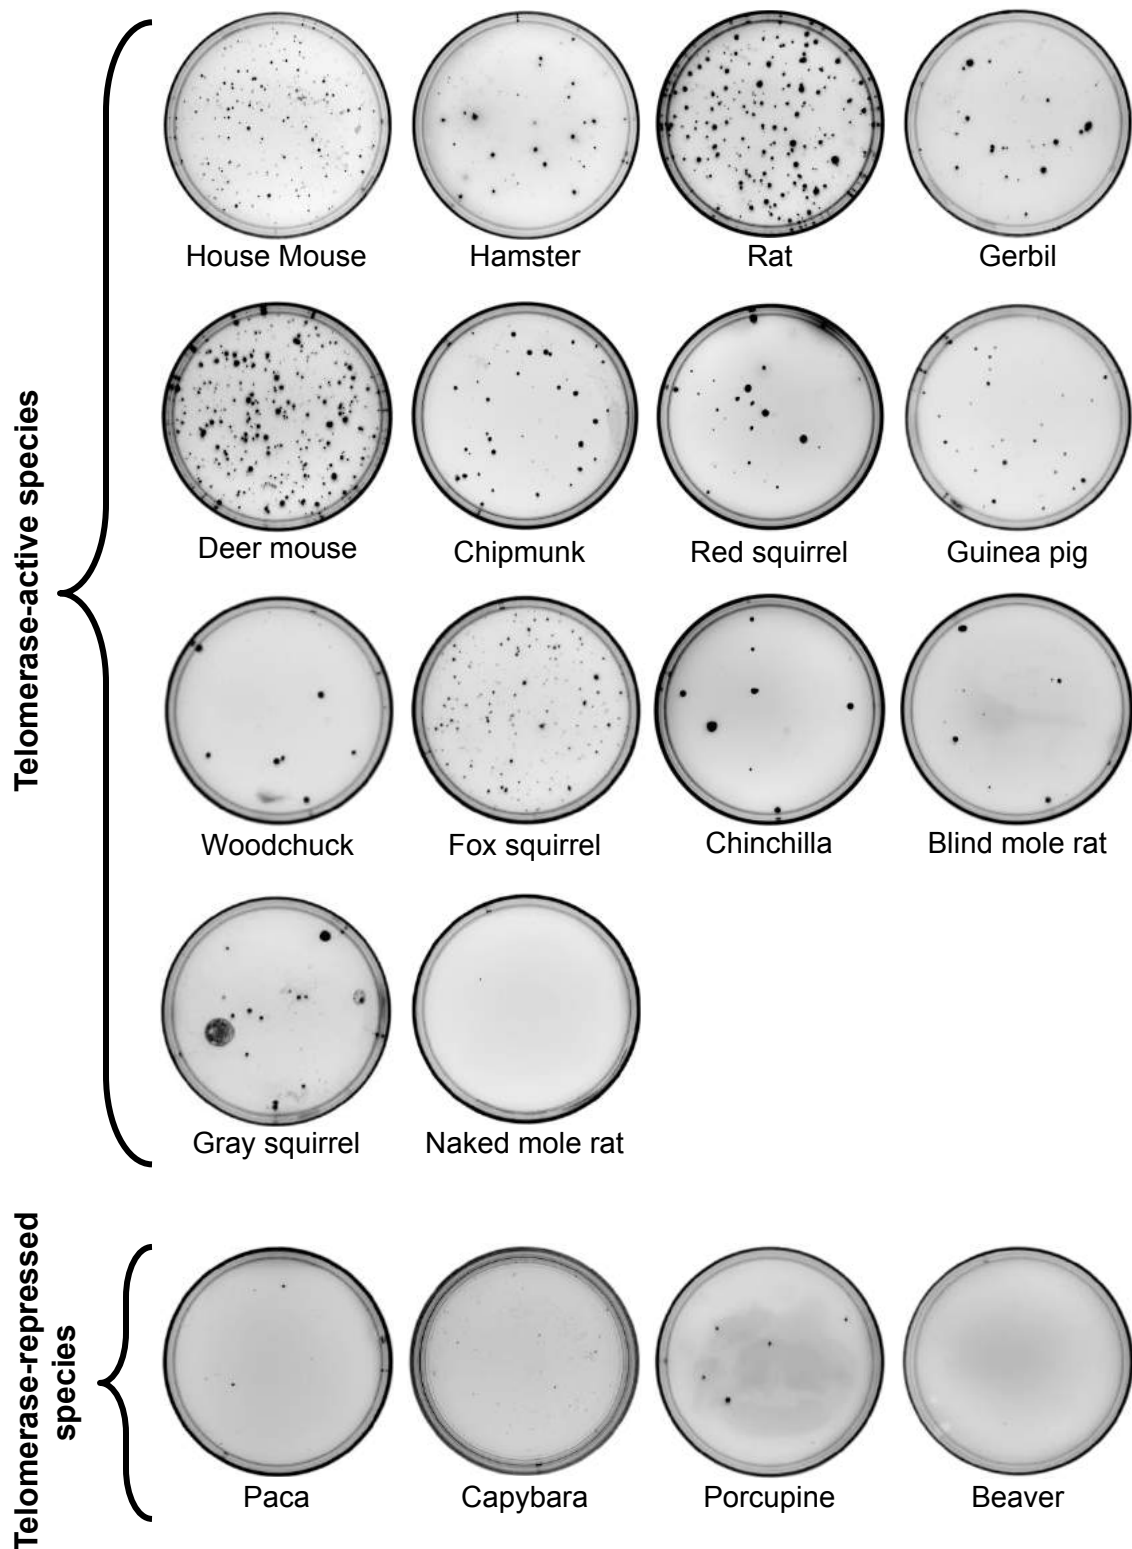 Telomerase-active species
House Mouse
Hamster
Rat
Gerbil
Deer mouse
Chipmunk
Red squirrel
Guinea pig
Woodchuck
Fox squirrel
Chinchilla
Blind mole rat
Gray squirrel
Naked mole rat
Telomerase-repressed
species
Paca
Capybara
Porcupine
Beaver